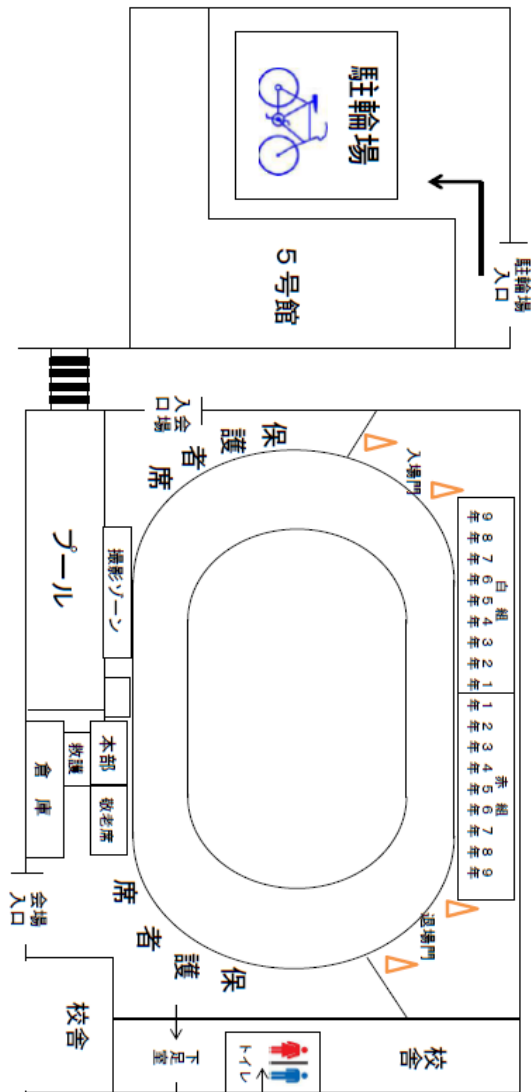 駐輪場
駐輪場
入口
５号館
会場
入口
保護者席
入場門
撮影ゾーン
プール
白組
9年 8年 7年 6年 5年 4年 3年 2年 1年
赤組
1年 2年 3年 4年 5年 6年 7年 8年 9年
本部
救護
敬老席
倉庫
会場
入口
保護者席
退場門
校舎
下足室
トイレ
校舎